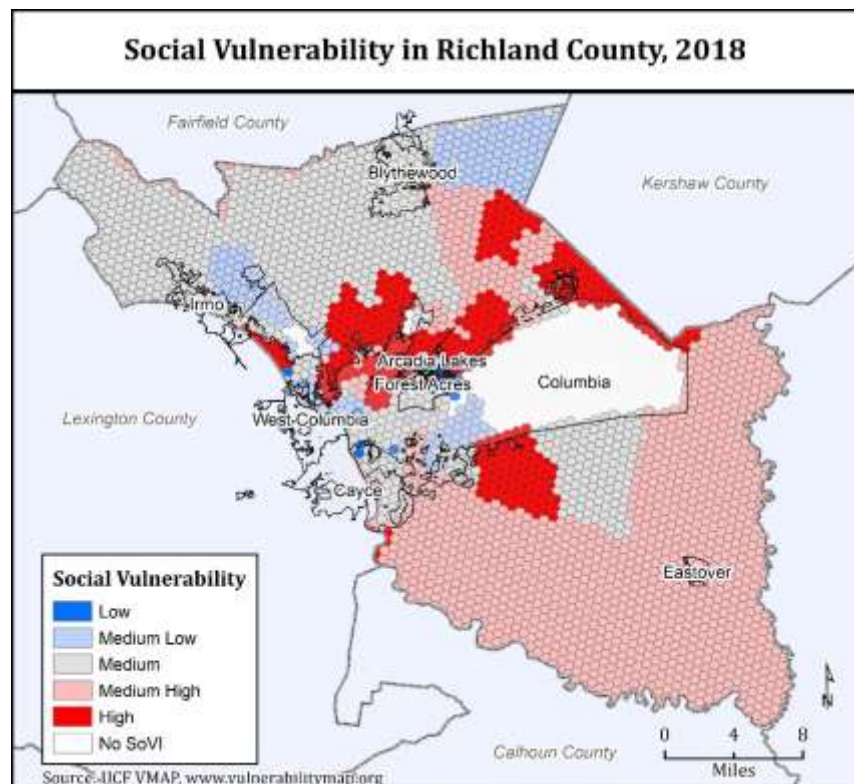 Social Vulnerability in Richland County, 2018
Fairfield County
Blythewood
Kershaw County
Irmo
Arcadia Lakes
Forest Acres
Columbia
Lexington County
West Columbia
Cayce
Eastover
Social Vulnerability
Low
Medium Low
Medium
Medium High
High
No SoVI
N
0 4 8
Miles
Calhoun County
Source: UCF VMAP, www.vulnerabilitymap.org